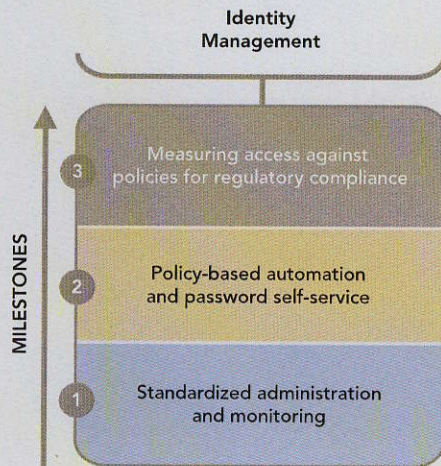 Identity
Management
MILESTONES
3
Measuring access against
policies for regulatory compliance
2
Policy-based automation
and password self-service
1
Standardized administration
and monitoring